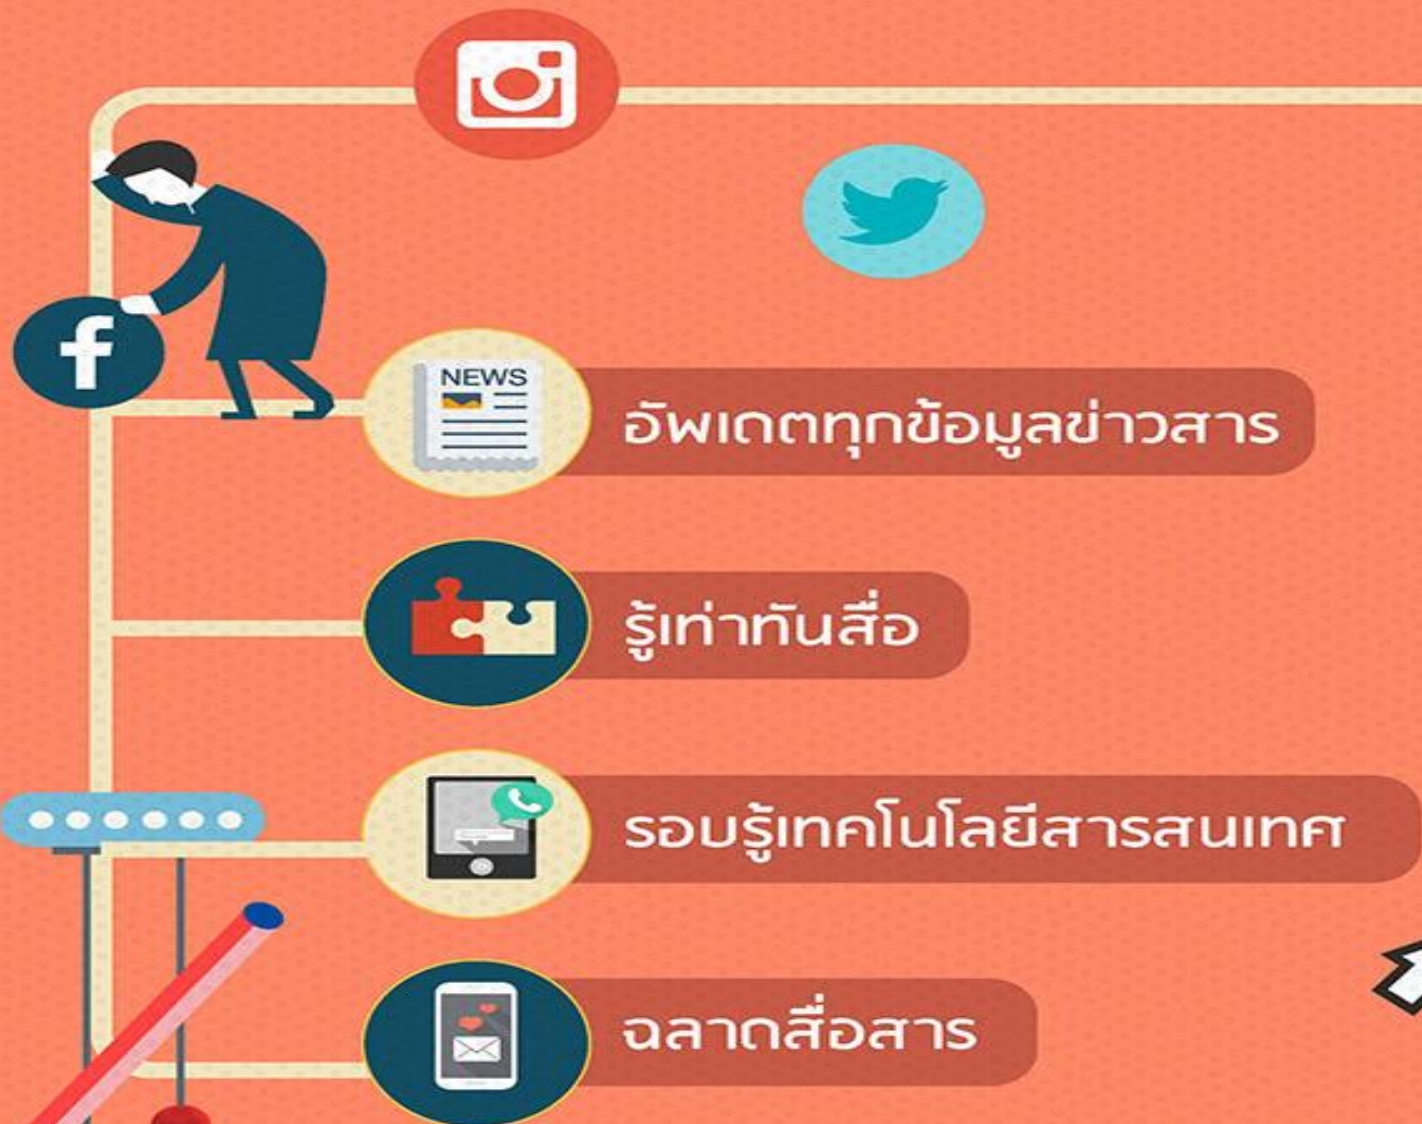 NEWS
อัพเดตทุกข้อมูลข่าวสาร
รู้เท่าทันสื่อ
รอบรู้เทคโนโลยีสารสนเทศ
ฉลาดสื่อสาร